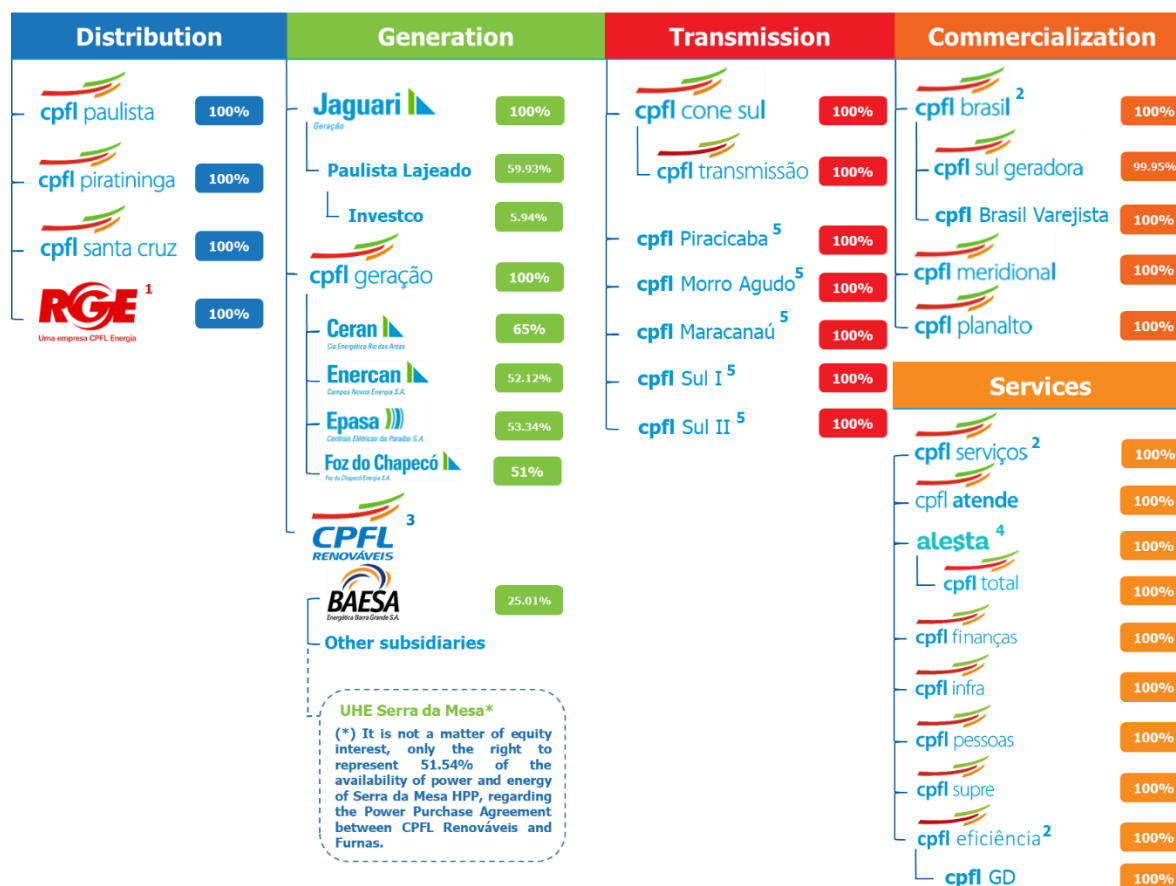 Distribution
cpfl paulista 100%
cpfl piratininga 100%
cpfl santa cruz 100%
RGE 1 100%
Uma empresa CPFL Energia
Generation
Jaguari 100%
Geração
Paulista Lajeado 59.93%
Investco 5.94%
cpfl geração 100%
Ceran 65%
Cia Energética Rio das Antas
Enercan 52.12%
Campos Novos Energia S.A.
Epasa 53.34%
Centrais Elétricas da Paraíba S.A.
Foz do Chapecó 51%
Foz do Chapecó Energia S.A.
CPFL 3
RENOVÁVEIS
BAESA 25.01%
Energética Barra Grande S.A.
Other subsidiaries
UHE Serra da Mesa*
(*) It is not a matter of equity
interest, only the right to
represent 51.54% of the
availability of power and energy
of Serra da Mesa HPP, regarding
the Power Purchase Agreement
between CPFL Renováveis and
Furnas.
Transmission
cpfl cone sul 100%
cpfl transmissão 100%
cpfl Piracicaba 5 100%
cpfl Morro Agudo 5 100%
cpfl Maracanaú 5 100%
cpfl Sul I 5 100%
cpfl Sul II 5 100%
Commercialization
cpfl brasil 2 100%
cpfl sul geradora 99.95%
cpfl Brasil Varejista 100%
cpfl meridional 100%
cpfl planalto 100%
Services
cpfl serviços 2 100%
cpfl atende 100%
alesta 4 100%
cpfl total 100%
cpfl finanças 100%
cpfl infra 100%
cpfl pessoas 100%
cpfl supre 100%
cpfl eficiência 2 100%
cpfl GD 100%